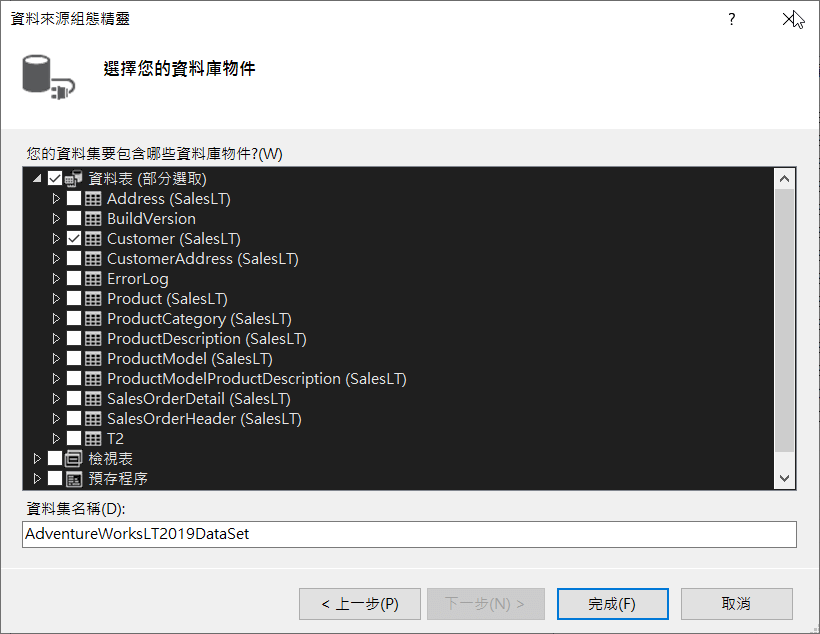 資料來源組態精靈
?
選擇您的資料庫物件
您的資料集要包含哪些資料庫物件?(W)
資料表 (部分選取)
Address (SalesLT)
BuildVersion
Customer (SalesLT)
CustomerAddress (SalesLT)
ErrorLog
Product (SalesLT)
ProductCategory (SalesLT)
ProductDescription (SalesLT)
ProductModel (SalesLT)
ProductModelProductDescription (SalesLT)
SalesOrderDetail (SalesLT)
SalesOrderHeader (SalesLT)
T2
檢視表
預存程序
資料集名稱(D):
AdventureWorksLT2019DataSet
< 上一步(P) 下一步(N) > 完成(F) 取消